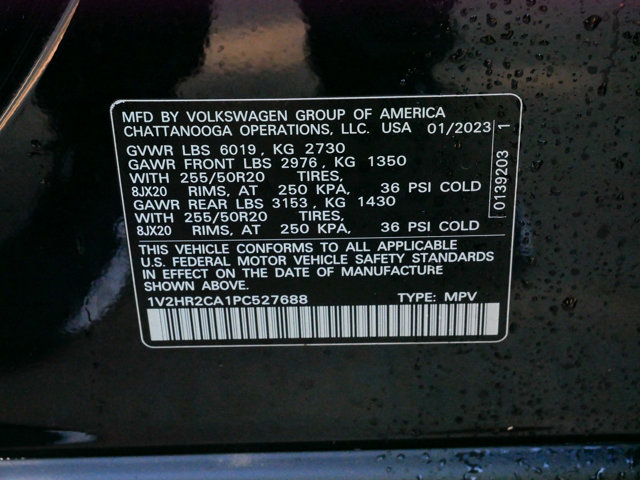 MFD BY VOLKSWAGEN GROUP OF AMERICA
CHATTANOOGA OPERATIONS, LLC. USA 01/2023 1
GVWR LBS 6019, KG 2730
GAWR FRONT LBS 2976, KG 1350
WITH 255/50R20 TIRES,
8JX20 RIMS, AT 250 KPA, 36 PSI COLD
GAWR REAR LBS 3153, KG 1430
WITH 255/50R20 TIRES,
8JX20 RIMS, AT 250 KPA, 36 PSI COLD
THIS VEHICLE CONFORMS TO ALL APPLICABLE
U.S. FEDERAL MOTOR VEHICLE SAFETY STANDARDS
IN EFFECT ON THE DATE OF MANUFACTURE
SHOWN ABOVE.
1V2HR2CA1PC527688 TYPE: MPV
0139203